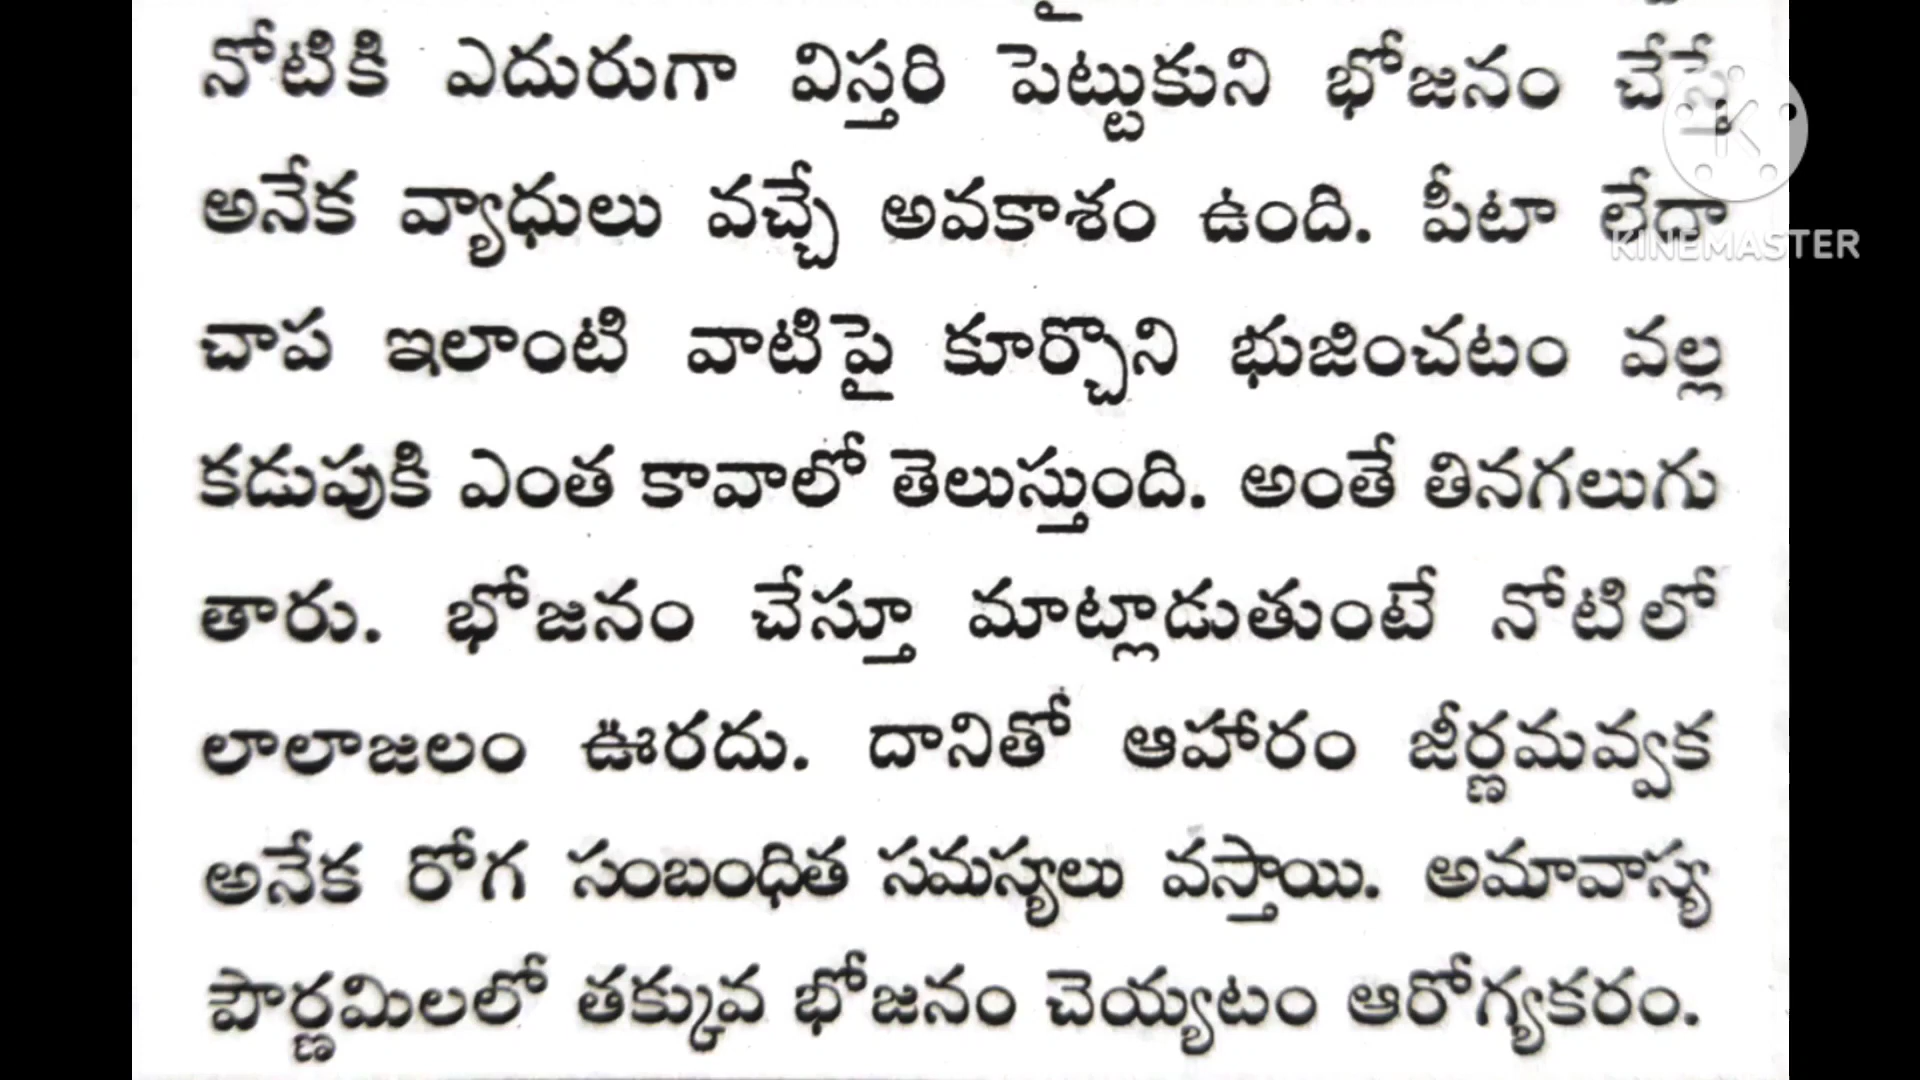 నోటికి ఎదురుగా విస్తరి పెట్టుకుని భోజనం చేస్తే
అనేక వ్యాధులు వచ్చే అవకాశం ఉంది. పీటా లేదా
KINEMASTER
చాప ఇలాంటి వాటిపై కూర్చొని భుజించటం వల్ల
కడుపుకి ఎంత కావాలో తెలుస్తుంది. అంతే తినగలుగు
తారు. భోజనం చేస్తూ మాట్లాడుతుంటే నోటిలో
లాలాజలం ఊరదు. దానితో ఆహారం జీర్ణమవ్వక
అనేక రోగ సంబంధిత సమస్యలు వస్తాయి. అమావాస్య
పౌర్ణమిలలో తక్కువ భోజనం చెయ్యటం ఆరోగ్యకరం.